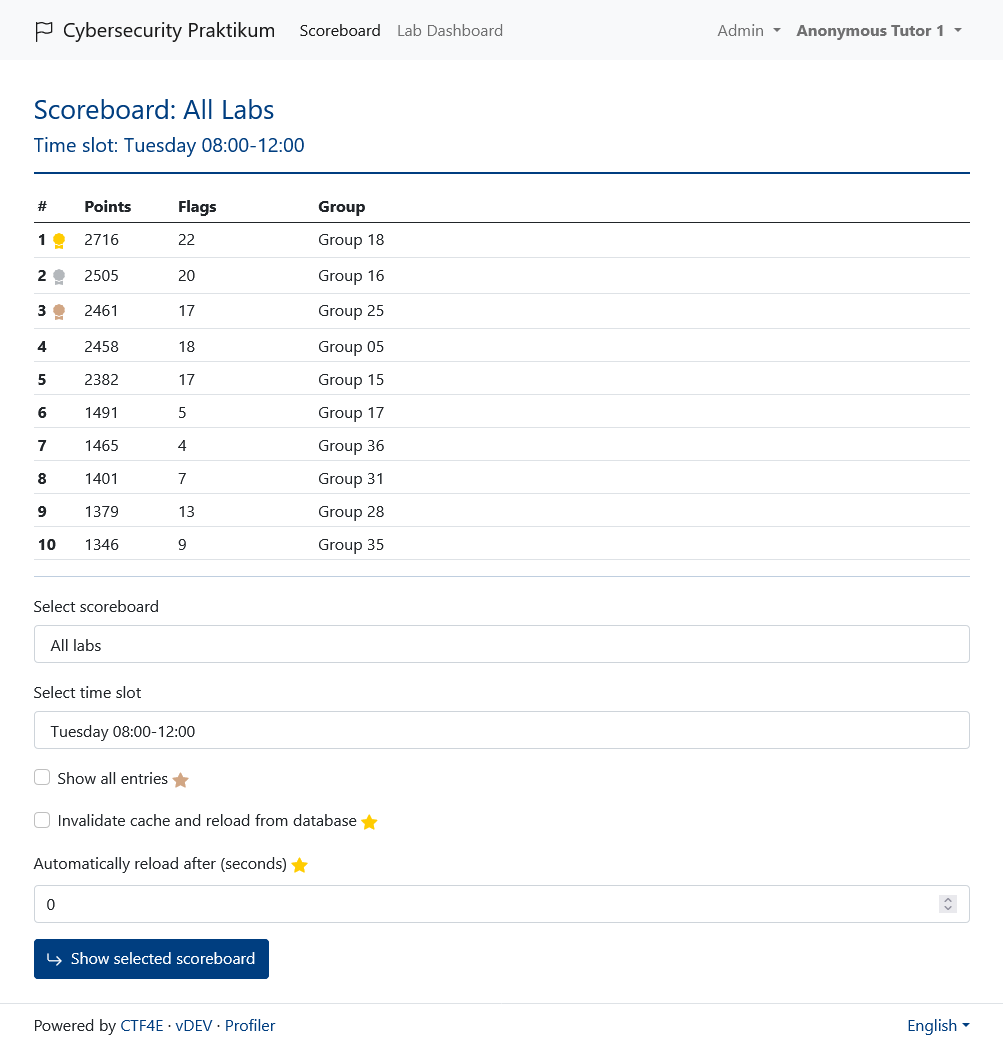 Cybersecurity Praktikum Scoreboard Lab Dashboard Admin Anonymous Tutor 1
Scoreboard: All Labs
Time slot: Tuesday 08:00-12:00
# Points Flags Group
1 2716 22 Group 18
2 2505 20 Group 16
3 2461 17 Group 25
4 2458 18 Group 05
5 2382 17 Group 15
6 1491 5 Group 17
7 1465 4 Group 36
8 1401 7 Group 31
9 1379 13 Group 28
10 1346 9 Group 35
Select scoreboard
All labs
Select time slot
Tuesday 08:00-12:00
Show all entries
Invalidate cache and reload from database
Automatically reload after (seconds)
0
Show selected scoreboard
Powered by CTF4E · vDEV · Profiler English